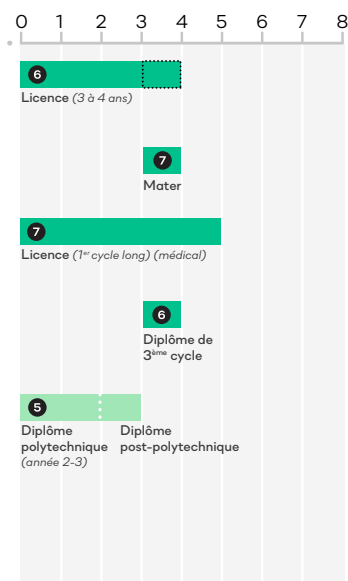 0 1 2 3 4 5 6 7 8
6
Licence (3 à 4 ans)
7
Mater
7
Licence (1er cycle long) (médical)
6
Diplôme de
3ème cycle
5
Diplôme
polytechnique
(année 2-3)
Diplôme
post-polytechnique